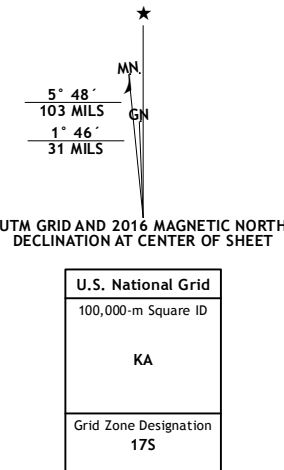 MN
5° 48´
103 MILS
GN
1° 46´
31 MILS
UTM GRID AND 2016 MAGNETIC NORTH
DECLINATION AT CENTER OF SHEET
U.S. National Grid
100,000-m Square ID
KA
Grid Zone Designation
17S